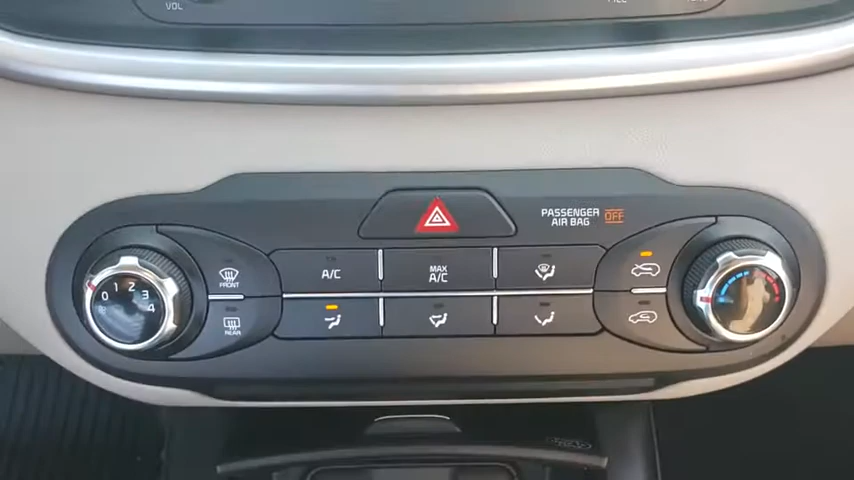 VOL
PASSENGER OFF
AIR BAG
FRONT
A/C
MAX
A/C
REAR
0 1 2 3 4